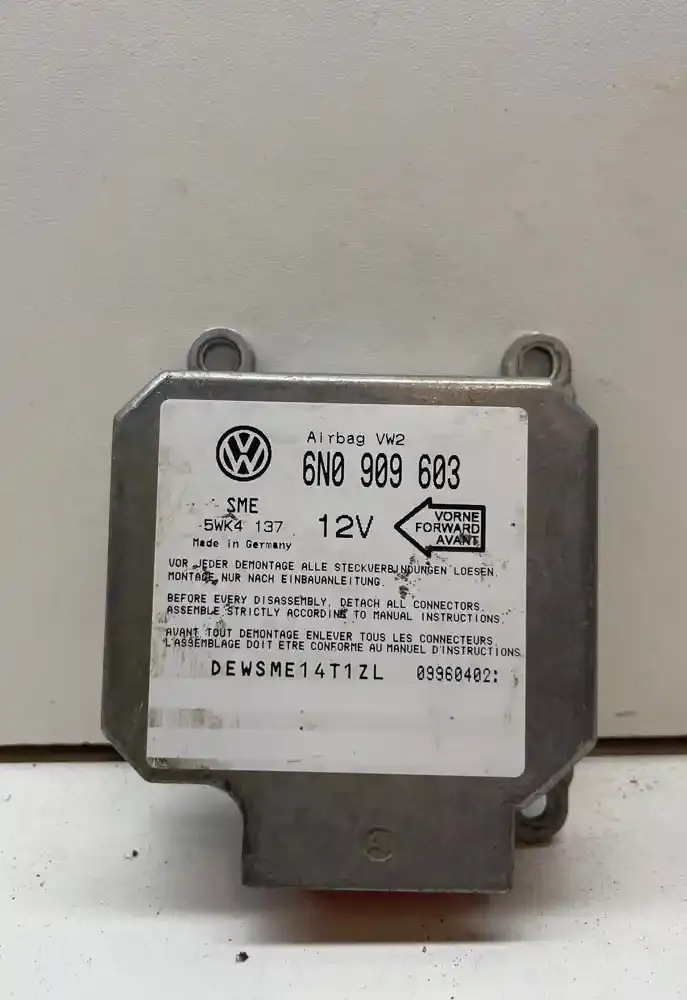 Airbag VW2
6N0 909 603
SME
5WK4 137
12V
VORNE
FORWARD
AVANT
Made in Germany
VOR JEDER DEMONTAGE ALLE STECKVERBINDUNGEN LOESEN.
MONTAGE NUR NACH EINBAUANLEITUNG.
BEFORE EVERY DISASSEMBLY, DETACH ALL CONNECTORS.
ASSEMBLE STRICTLY ACCORDING TO MANUAL INSTRUCTIONS.
AVANT TOUT DEMONTAGE ENLEVER TOUS LES CONNECTEURS.
L'ASSEMBLAGE DOIT ETRE CONFORME AU MANUEL D'INSTRUCTIONS
DEWSME14T1ZL 09960402: